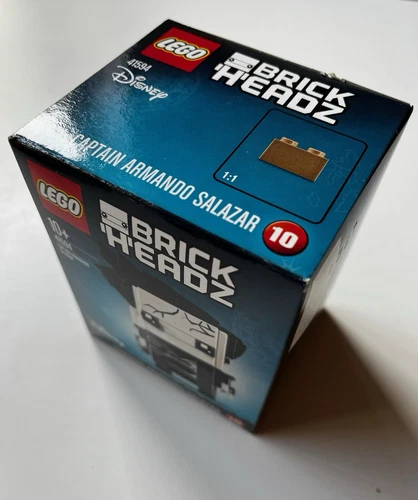 LEGO
41594
Disney
BRICK
HEADZ
1:1
CAPTAIN ARMANDO SALAZAR
10
LEGO
10+
BRICK
HEADZ